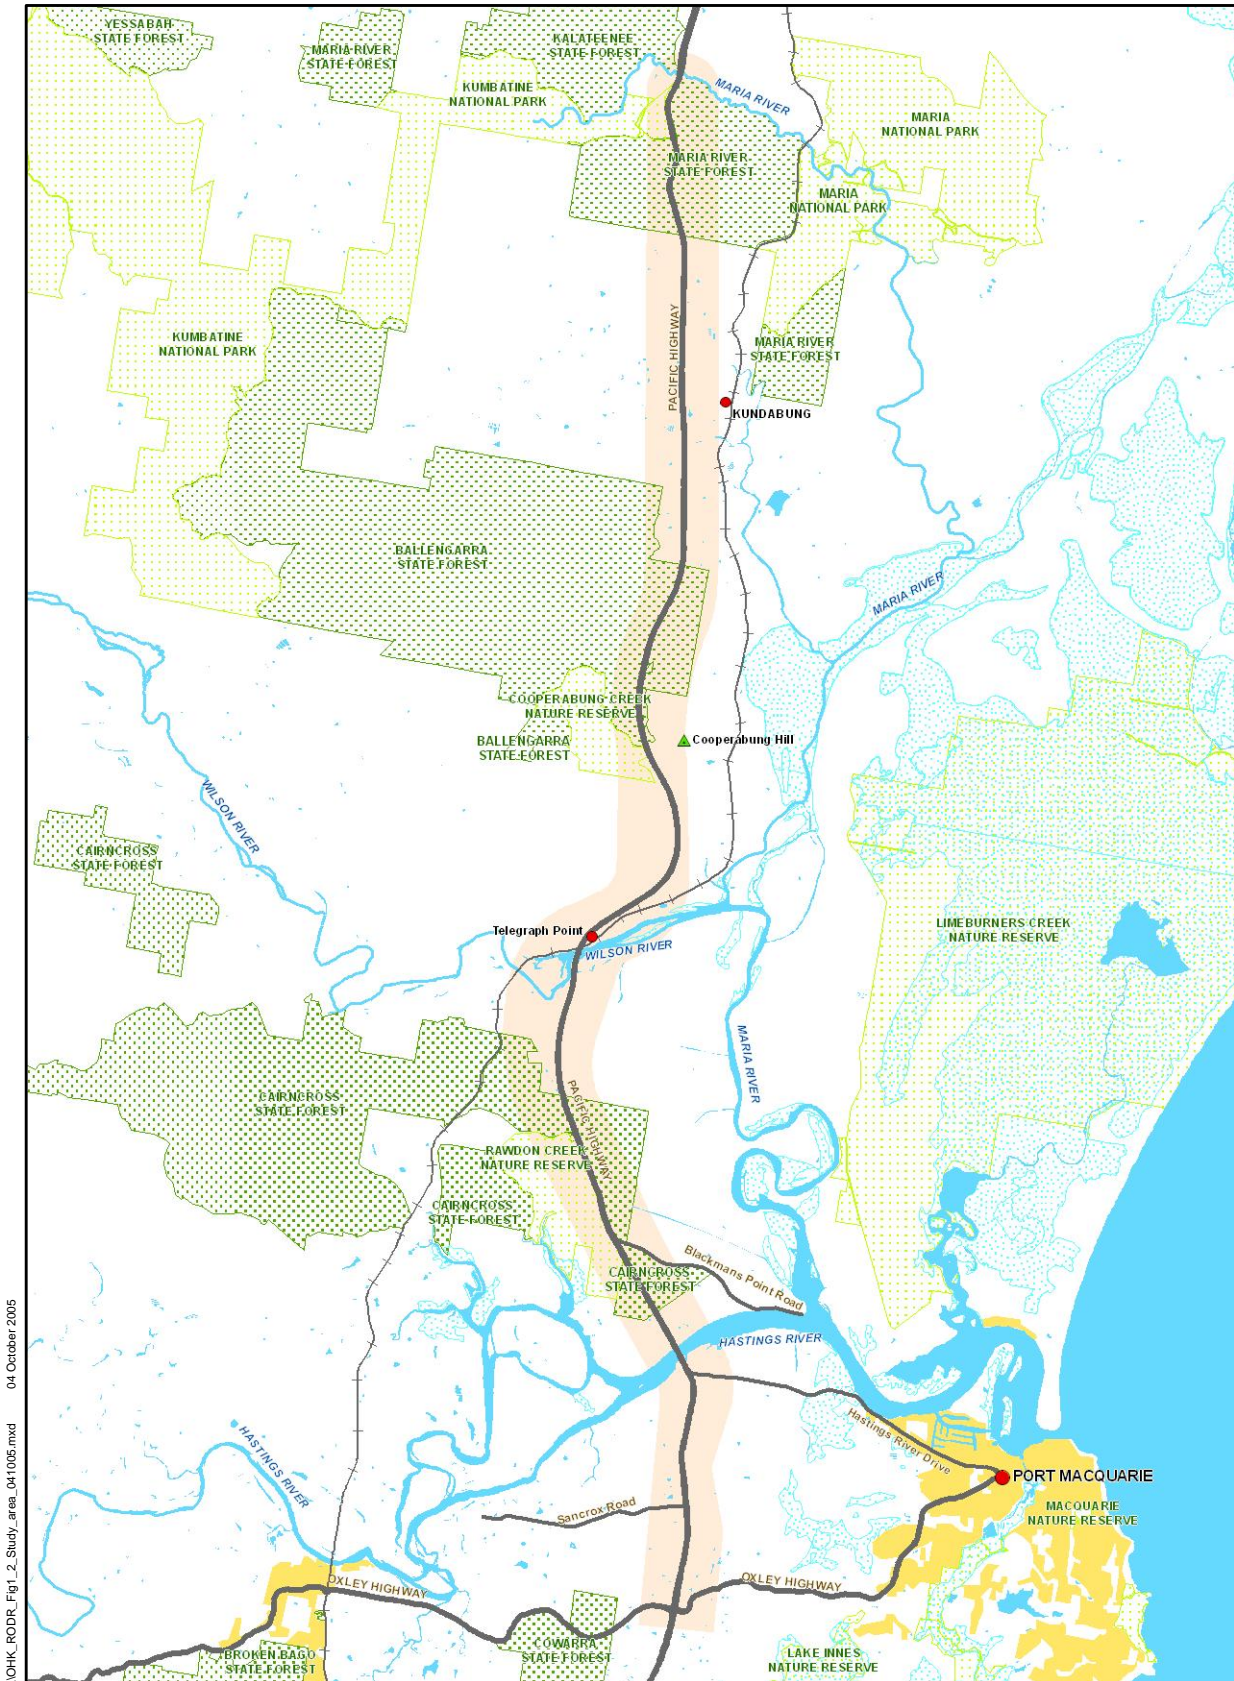 YESSABAH
STATE FOREST
MARIA RIVER
STATE FOREST
KALATEENEE
STATE FOREST
KUMBATINE
NATIONAL PARK
MARIA RIVER
MARIA
NATIONAL PARK
MARIA RIVER
STATE FOREST
MARIA
NATIONAL PARK
PACIFIC HIGHWAY
KUMBATINE
NATIONAL PARK
MARIA RIVER
STATE FOREST
KUNDABUNG
BALLENGARRA
STATE FOREST
MARIA RIVER
COOPERABUNG CREEK
NATURE RESERVE
BALLENGARRA
STATE FOREST
Cooperabung Hill
WILSON RIVER
CAIRNCROSS
STATE FOREST
Telegraph Point
WILSON RIVER
LIMEBURNERS CREEK
NATURE RESERVE
MARIA RIVER
CAIRNCROSS
STATE FOREST
PACIFIC HIGHWAY
RAWDON CREEK
NATURE RESERVE
CAIRNCROSS
STATE FOREST
Blackmans Point Road
CAIRNCROSS
STATE FOREST
HASTINGS RIVER
Hastings River Drive
HASTINGS RIVER
PORT MACQUARIE
MACQUARIE
NATURE RESERVE
Sancrox Road
OXLEY HIGHWAY
OXLEY HIGHWAY
BROKEN BAGO
STATE FOREST
COWARRA
STATE FOREST
LAKE INNES
NATURE RESERVE
OHK_RODR_Fig1_2_Study_area_041005.mxd 04 October 2005